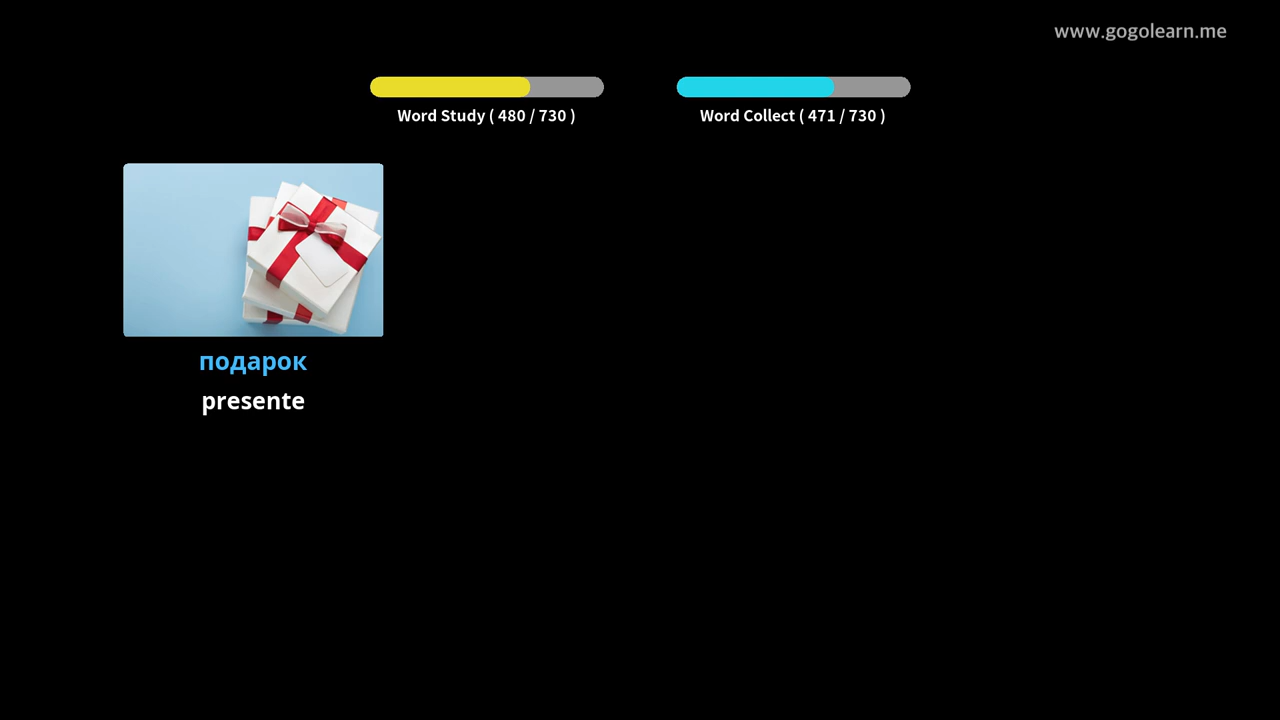 www.gogolearn.me
Word Study ( 480 / 730 )
Word Collect ( 471 / 730 )
подарок
presente